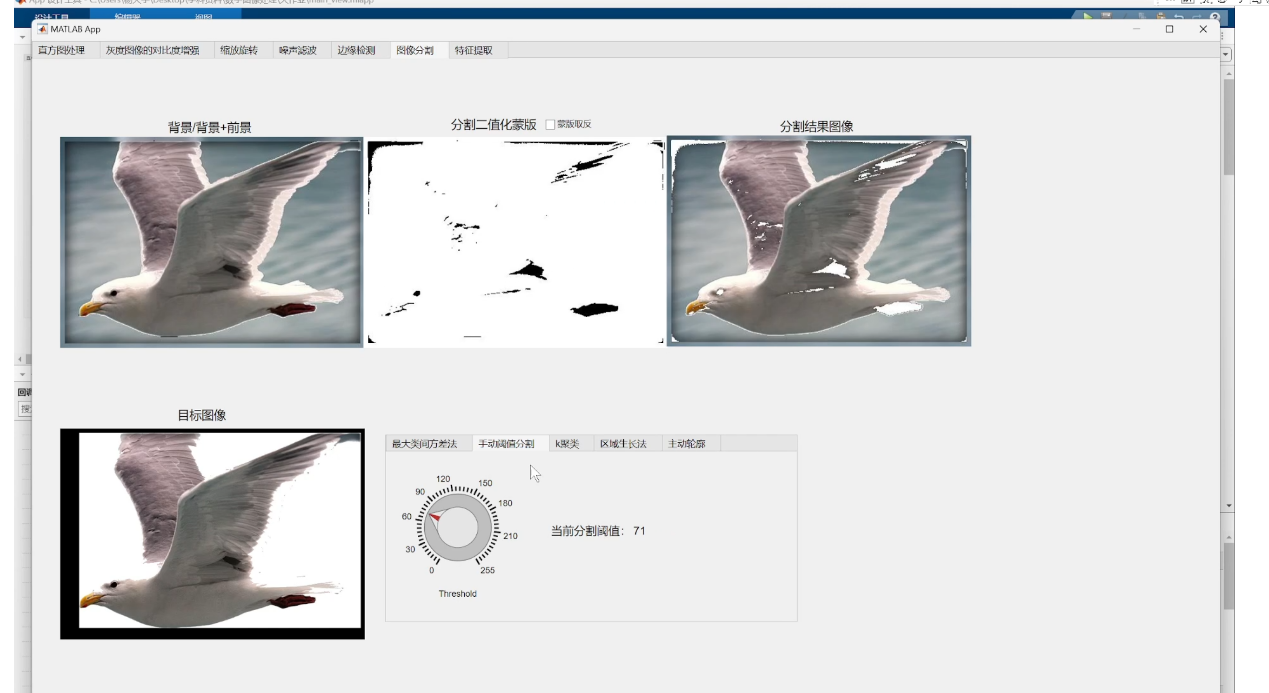 MATLAB App
直方图处理 灰度图像的对比度增强 缩放旋转 噪声滤波 边缘检测 图像分割 特征提取
背景/背景+前景
分割二值化蒙版 蒙版取反
分割结果图像
目标图像
最大类间方差法 手动阈值分割 k聚类 区域生长法 主动轮廓
0 30 60 90 120 150 180 210 255
Threshold
当前分割阈值: 71